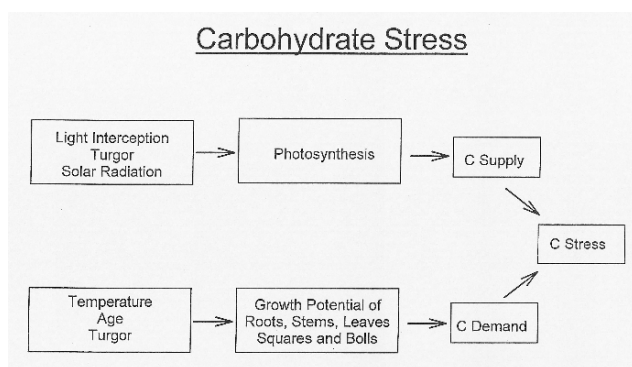 Carbohydrate Stress
Light Interception
Turgor
Solar Radiation
Photosynthesis
C Supply
C Stress
Temperature
Age
Turgor
Growth Potential of
Roots, Stems, Leaves
Squares and Bolls
C Demand